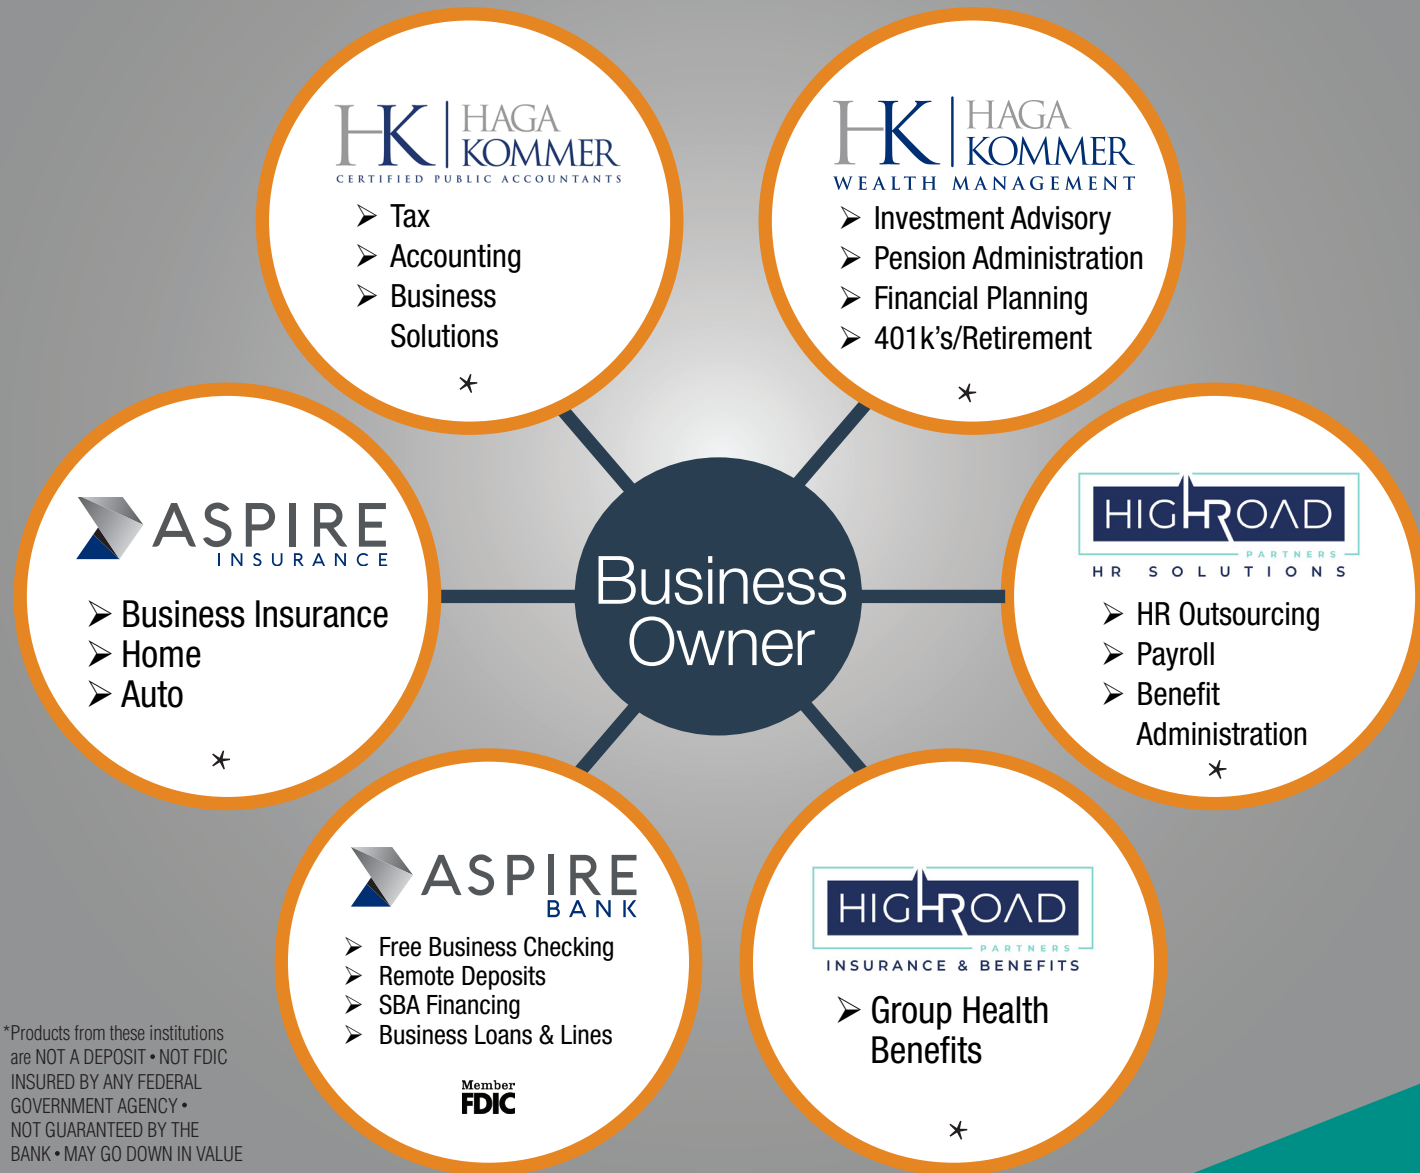 HK HAGA
KOMMER
CERTIFIED PUBLIC ACCOUNTANTS
➢ Tax
➢ Accounting
➢ Business
Solutions
*
HK HAGA
KOMMER
WEALTH MANAGEMENT
➢ Investment Advisory
➢ Pension Administration
➢ Financial Planning
➢ 401k's/Retirement
*
ASPIRE
INSURANCE
➢ Business Insurance
➢ Home
➢ Auto
*
Business
Owner
HIGHROAD
PARTNERS
HR SOLUTIONS
➢ HR Outsourcing
➢ Payroll
➢ Benefit
Administration
*
ASPIRE
BANK
➢ Free Business Checking
➢ Remote Deposits
➢ SBA Financing
➢ Business Loans & Lines
Member
FDIC
HIGHROAD
PARTNERS
INSURANCE & BENEFITS
➢ Group Health
Benefits
*
*Products from these institutions
are NOT A DEPOSIT • NOT FDIC
INSURED BY ANY FEDERAL
GOVERNMENT AGENCY •
NOT GUARANTEED BY THE
BANK • MAY GO DOWN IN VALUE